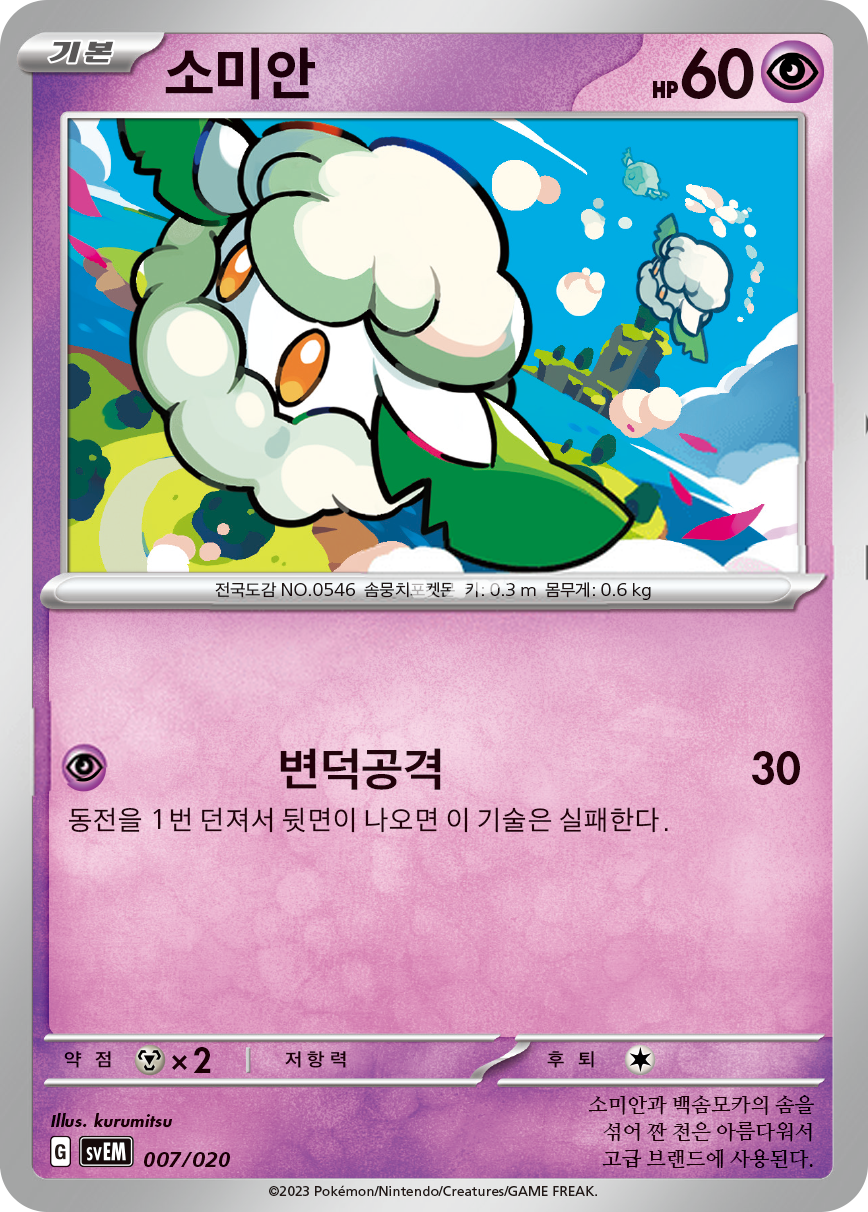 기본
소미안
HP60
전국도감 NO.0546 솜뭉치포켓몬 키: 0.3 m 몸무게: 0.6 kg
변덕공격 30
동전을 1번 던져서 뒷면이 나오면 이 기술은 실패한다.
약점 ×2 저항력 후퇴
소미안과 백솜모카의 솜을
섞어 짠 천은 아름다워서
고급 브랜드에 사용된다.
Illus. kurumitsu
G svEM 007/020
©2023 Pokémon/Nintendo/Creatures/GAME FREAK.